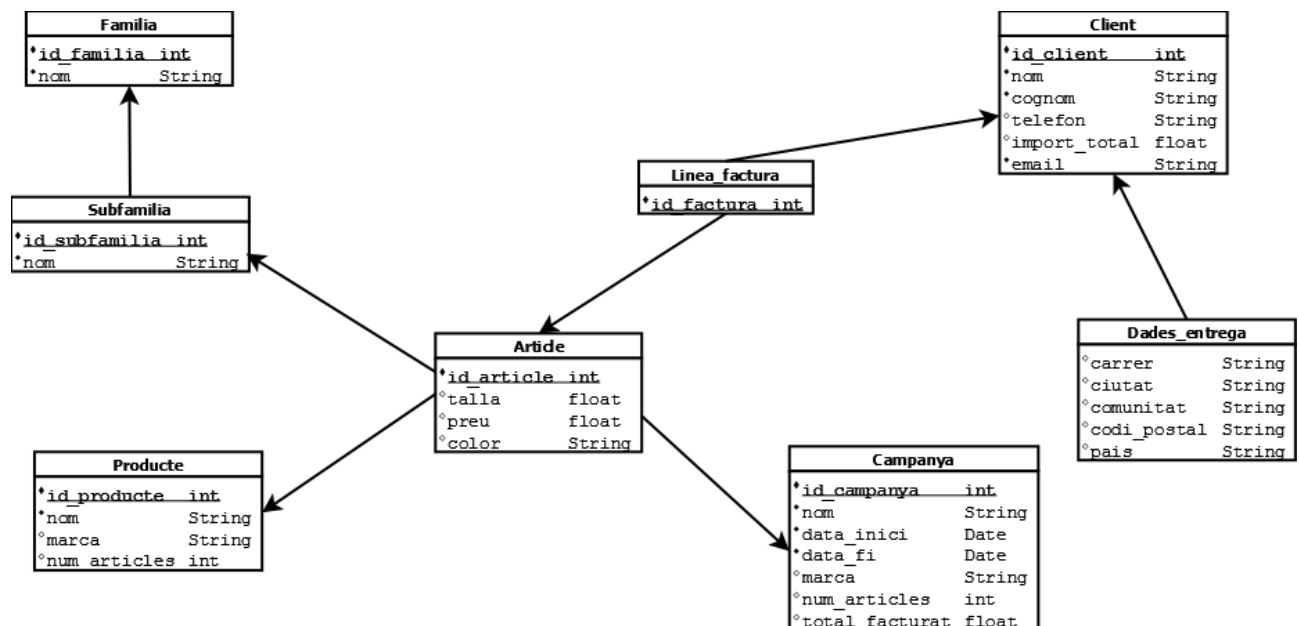 Familia
id_familia int
nom String
Client
id_client int
nom String
cognom String
telefon String
import_total float
email String
Linea_factura
id_factura int
Subfamilia
id_subfamilia int
nom String
Article
id_article int
talla float
preu float
color String
Dades_entrega
carrer String
ciutat String
comunitat String
codi_postal String
pais String
Producte
id_producte int
nom String
marca String
num_articles int
Campanya
id_campanya int
nom String
data_inici Date
data_fi Date
marca String
num_articles int
total_facturat float